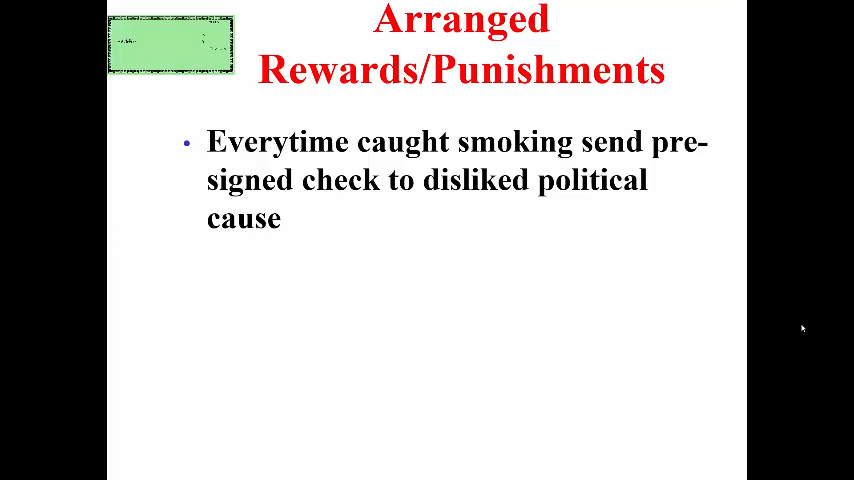 Arranged
Rewards/Punishments
• Everytime caught smoking send pre-
signed check to disliked political
cause